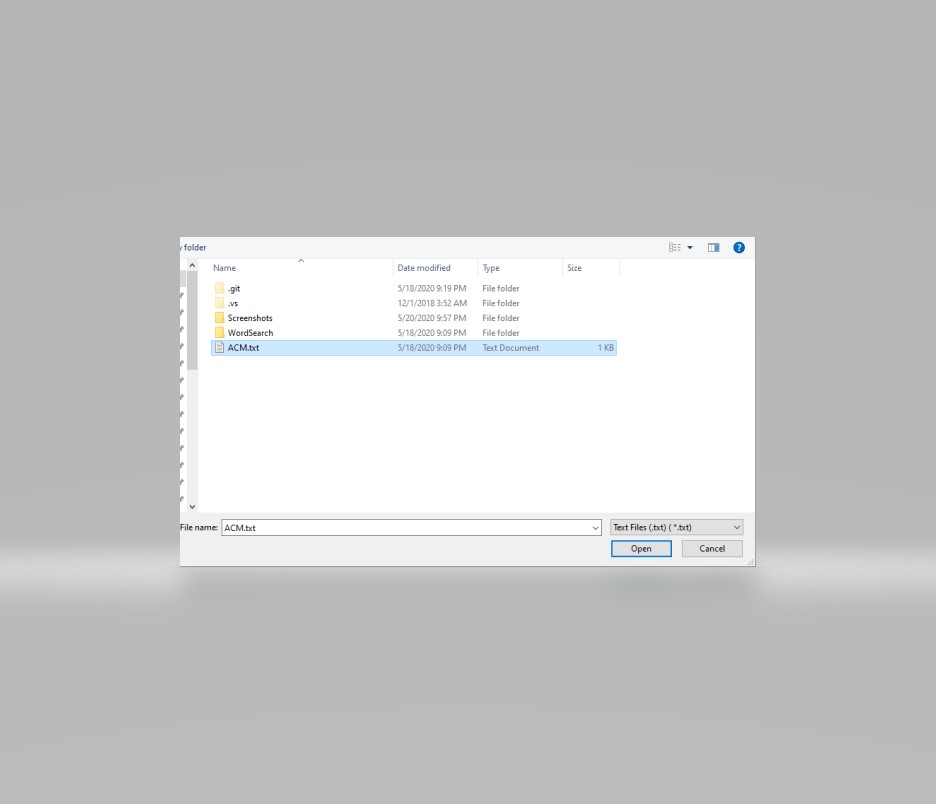 folder
?
Name Date modified Type Size
.git 5/18/2020 9:19 PM File folder
.vs 12/1/2018 3:52 AM File folder
Screenshots 5/20/2020 9:57 PM File folder
WordSearch 5/18/2020 9:09 PM File folder
ACM.txt 5/18/2020 9:09 PM Text Document 1 KB
File name: ACM.txt Text Files (.txt) ( *.txt)
Open Cancel